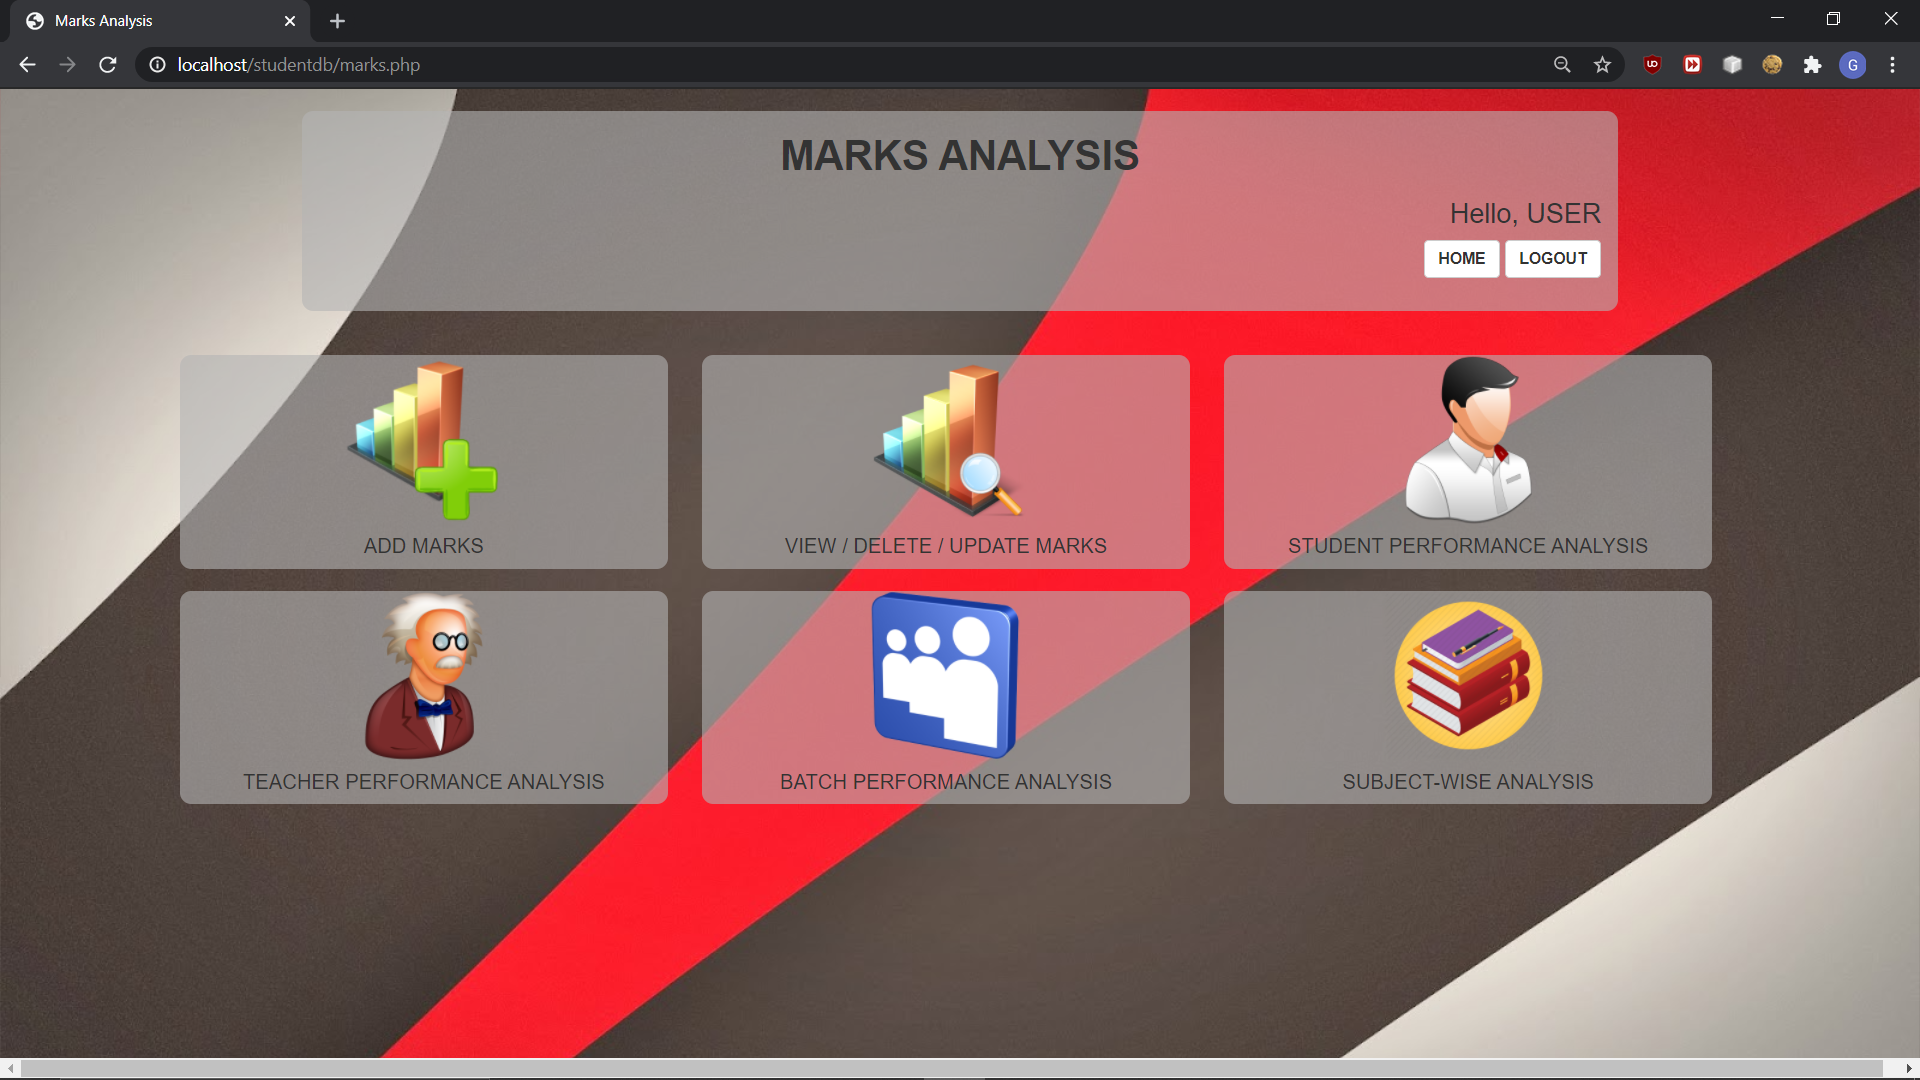 Marks Analysis
localhost/studentdb/marks.php
UD
G
MARKS ANALYSIS
Hello, USER
HOME LOGOUT
ADD MARKS
VIEW / DELETE / UPDATE MARKS
STUDENT PERFORMANCE ANALYSIS
TEACHER PERFORMANCE ANALYSIS
BATCH PERFORMANCE ANALYSIS
SUBJECT-WISE ANALYSIS